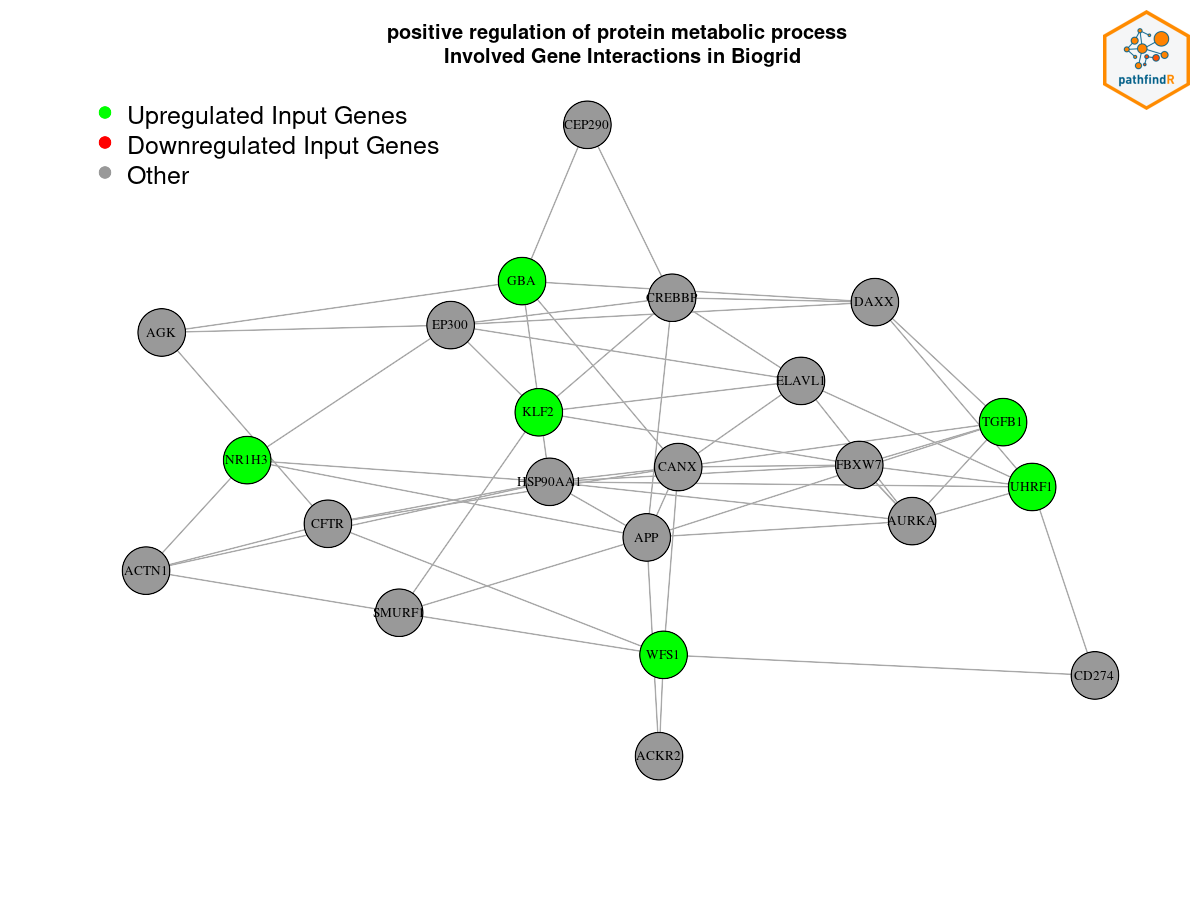 positive regulation of protein metabolic process
Involved Gene Interactions in Biogrid
pathfindR
Upregulated Input Genes
Downregulated Input Genes
Other
CEP290
GBA
CREBBP
DAXX
AGK
EP300
ELAVL1
KLF2
TGFB1
NR1H3
HSP90AA1
CANX
FBXW7
UHRF1
CFTR
APP
AURKA
ACTN1
SMURF1
WFS1
CD274
ACKR2